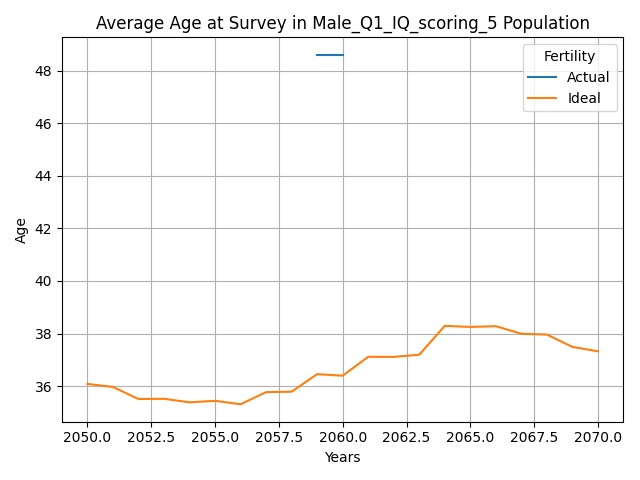 Average Age at Survey in Male_Q1_IQ_scoring_5 Population
Fertility
Actual
Ideal
Age
48
46
44
42
40
38
36
2050.0 2052.5 2055.0 2057.5 2060.0 2062.5 2065.0 2067.5 2070.0
Years